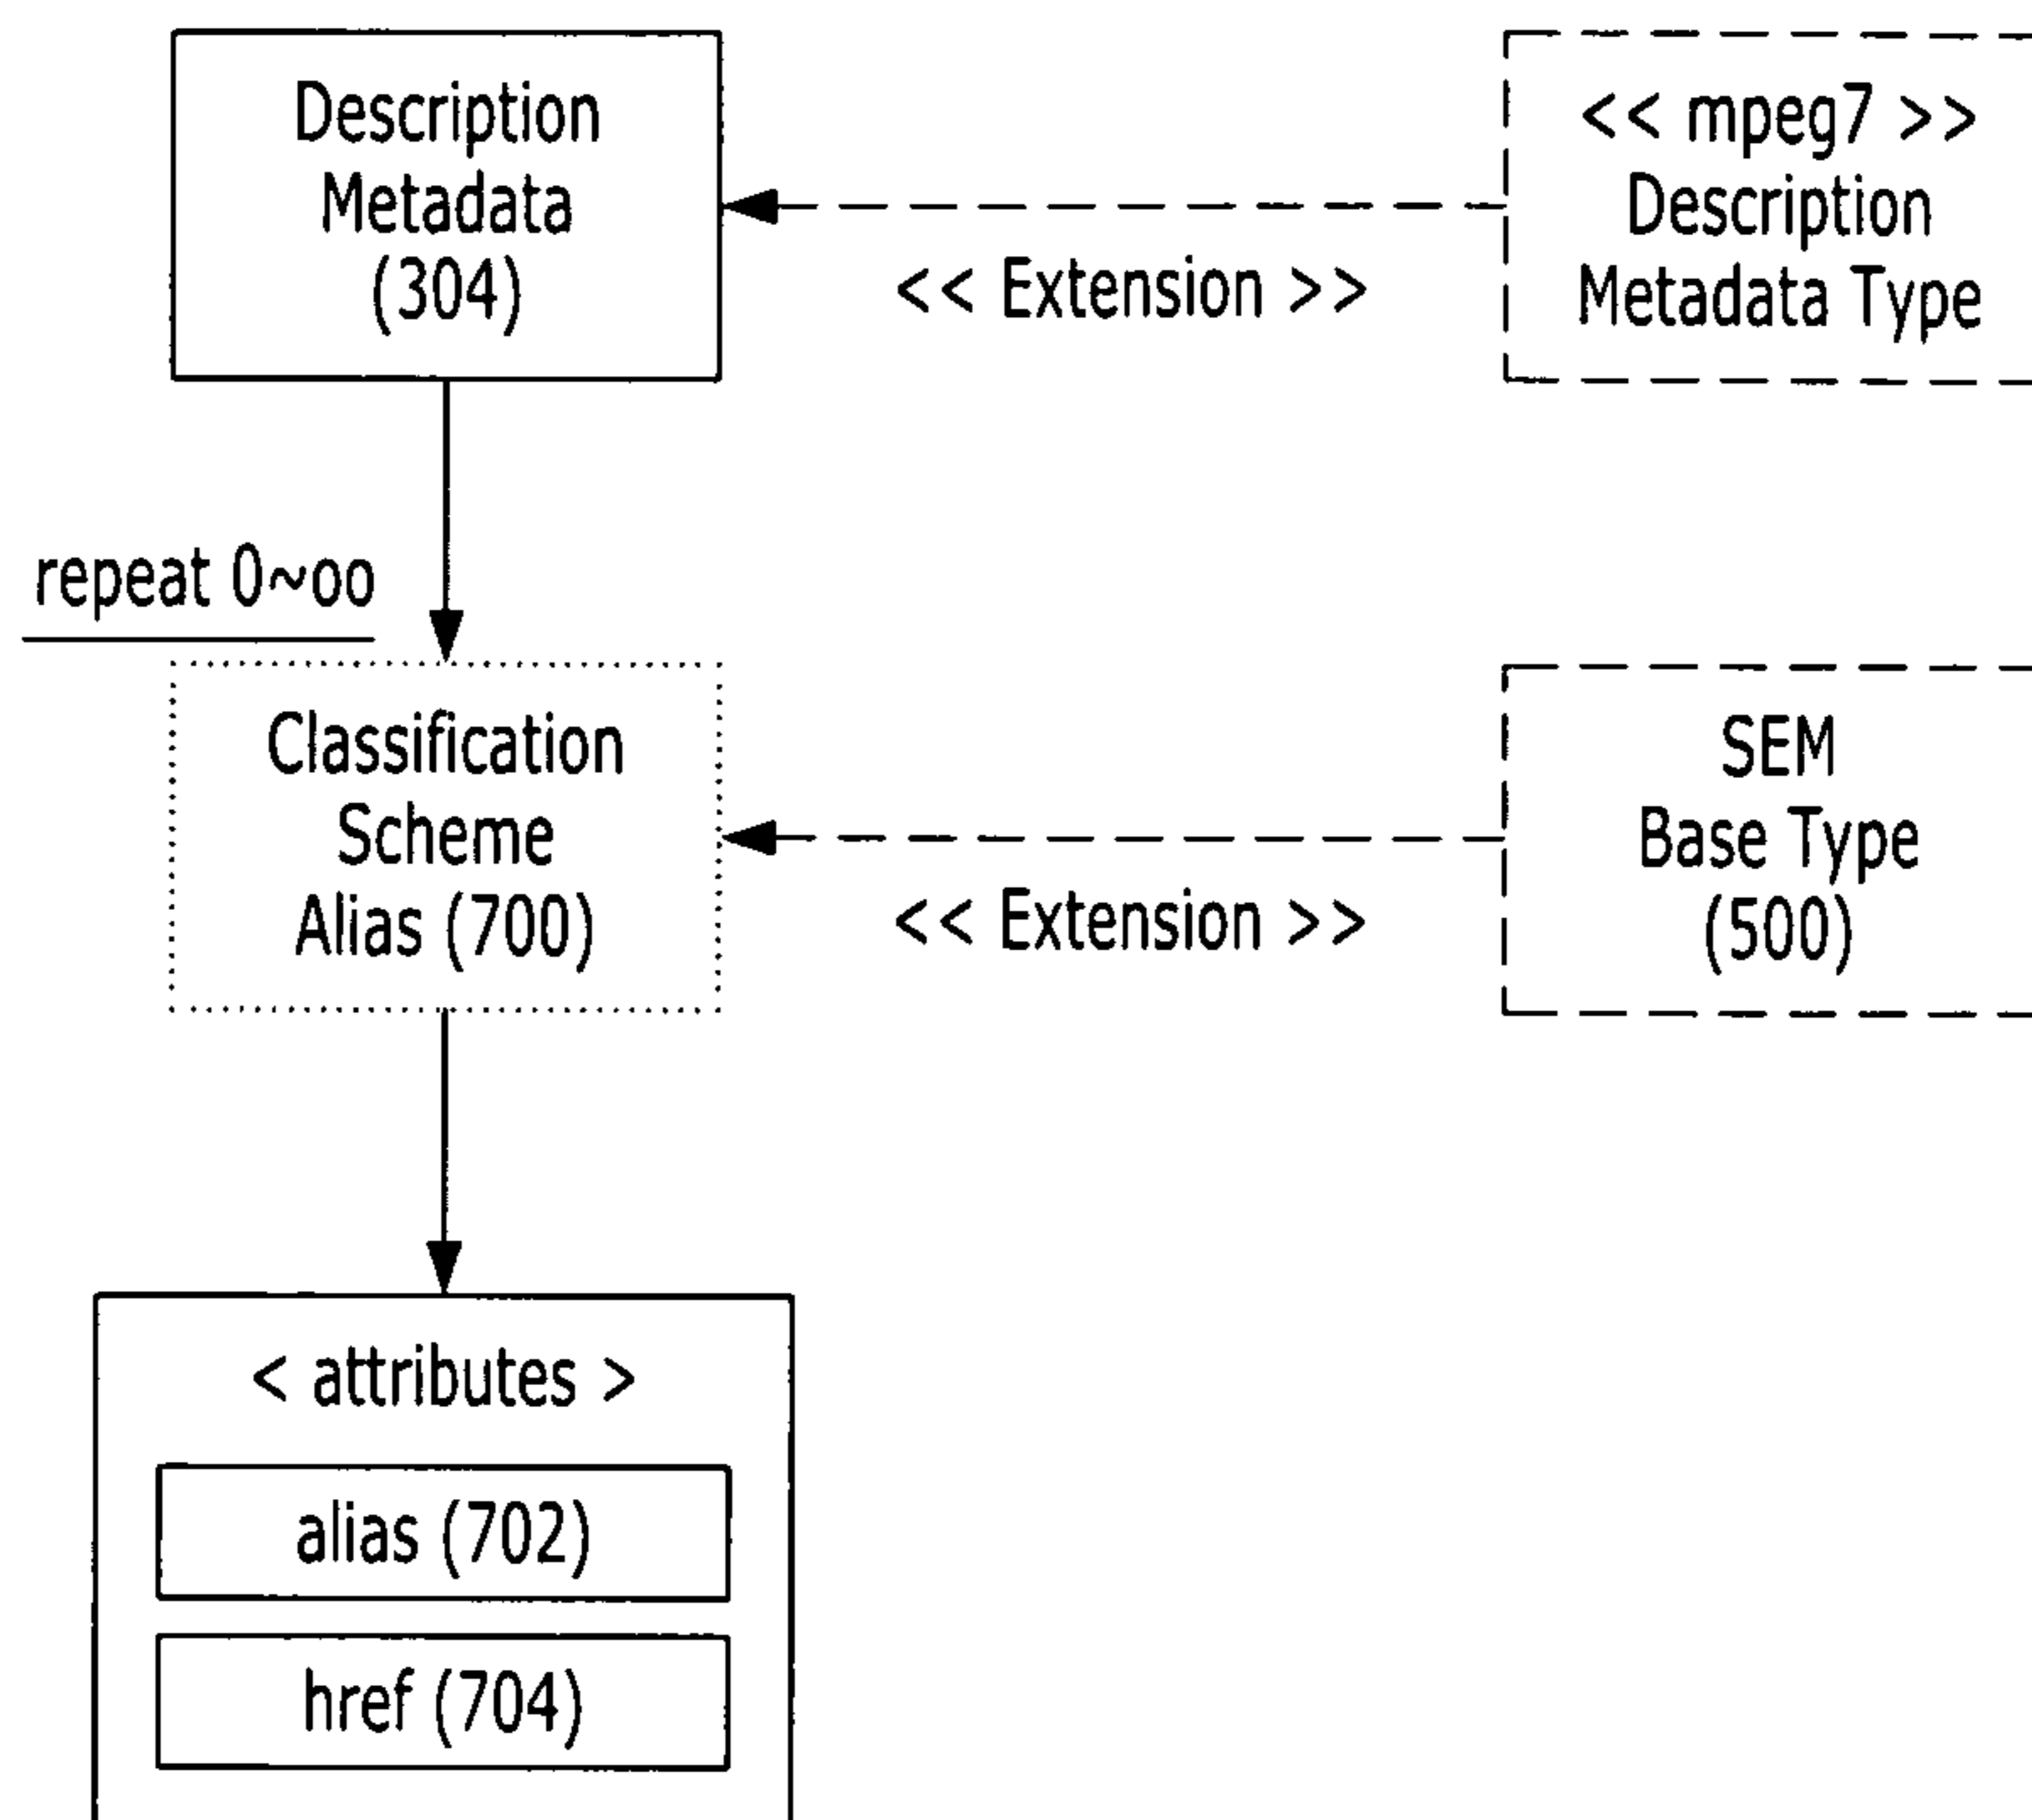 Description
Metadata
(304)
<< mpeg7 >>
Description
Metadata Type
<< Extension >>
repeat 0~oo
Classification
Scheme
Alias (700)
SEM
Base Type
(500)
<< Extension >>
< attributes >
alias (702)
href (704)